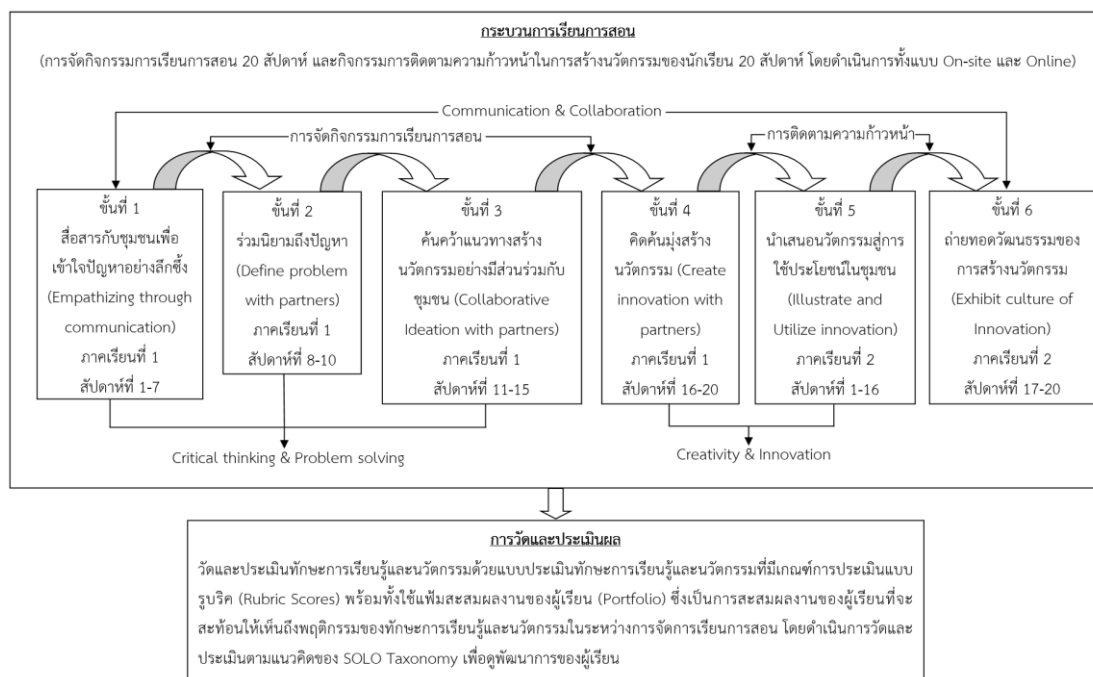 กระบวนการเรียนการสอน
(การจัดกิจกรรมการเรียนการสอน 20 สัปดาห์ และกิจกรรมการติดตามความก้าวหน้าในการสร้างนวัตกรรมของนักเรียน 20 สัปดาห์ โดยดำเนินการทั้งแบบ On-site และ Online)
Communication & Collaboration
การจัดกิจกรรมการเรียนการสอน
การติดตามความก้าวหน้า
ขั้นที่ 1
สื่อสารกับชุมชนเพื่อ
เข้าใจปัญหาอย่างลึกซึ้ง
(Empathizing through
communication)
ภาคเรียนที่ 1
สัปดาห์ที่ 1-7
ขั้นที่ 2
ร่วมนิยามถึงปัญหา
(Define problem
with partners)
ภาคเรียนที่ 1
สัปดาห์ที่ 8-10
ขั้นที่ 3
ค้นคว้าแนวทางสร้าง
นวัตกรรมอย่างมีส่วนร่วมกับ
ชุมชน (Collaborative
Ideation with partners)
ภาคเรียนที่ 1
สัปดาห์ที่ 11-15
ขั้นที่ 4
คิดค้นมุ่งสร้าง
นวัตกรรม (Create
innovation with
partners)
ภาคเรียนที่ 1
สัปดาห์ที่ 16-20
ขั้นที่ 5
นำเสนอนวัตกรรมสู่การ
ใช้ประโยชน์ในชุมชน
(Illustrate and
Utilize innovation)
ภาคเรียนที่ 2
สัปดาห์ที่ 1-16
ขั้นที่ 6
ถ่ายทอดวัฒนธรรมของ
การสร้างนวัตกรรม
(Exhibit culture of
Innovation)
ภาคเรียนที่ 2
สัปดาห์ที่ 17-20
Critical thinking & Problem solving
Creativity & Innovation
การวัดและประเมินผล
วัดและประเมินทักษะการเรียนรู้และนวัตกรรมด้วยแบบประเมินทักษะการเรียนรู้และนวัตกรรมที่มีเกณฑ์การประเมินแบบ
รูบริค (Rubric Scores) พร้อมทั้งใช้แฟ้มสะสมผลงานของผู้เรียน (Portfolio) ซึ่งเป็นการสะสมผลงานของผู้เรียนที่จะ
สะท้อนให้เห็นถึงพฤติกรรมของทักษะการเรียนรู้และนวัตกรรมในระหว่างการจัดการเรียนการสอน โดยดำเนินการวัดและ
ประเมินตามแนวคิดของ SOLO Taxonomy เพื่อดูพัฒนาการของผู้เรียน